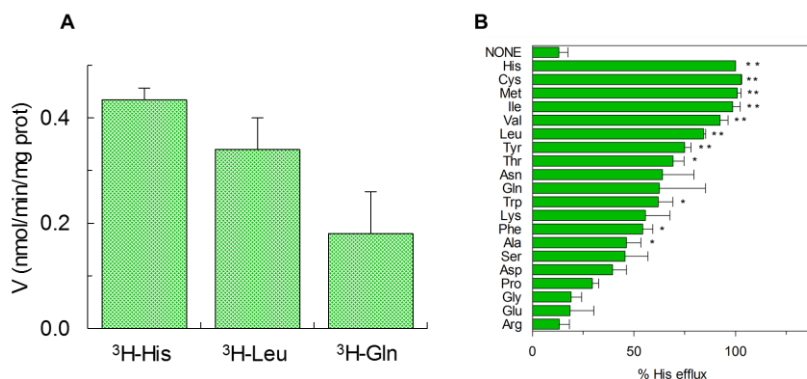 A
V (nmol/min/mg prot)
0.4
0.2
0.0
³H-His ³H-Leu ³H-Gln
B
NONE
His **
Cys **
Met **
Ile **
Val **
Leu **
Tyr **
Thr *
Asn
Gln
Trp *
Lys
Phe *
Ala *
Ser
Asp
Pro
Gly
Glu
Arg
0 50 100
% His efflux